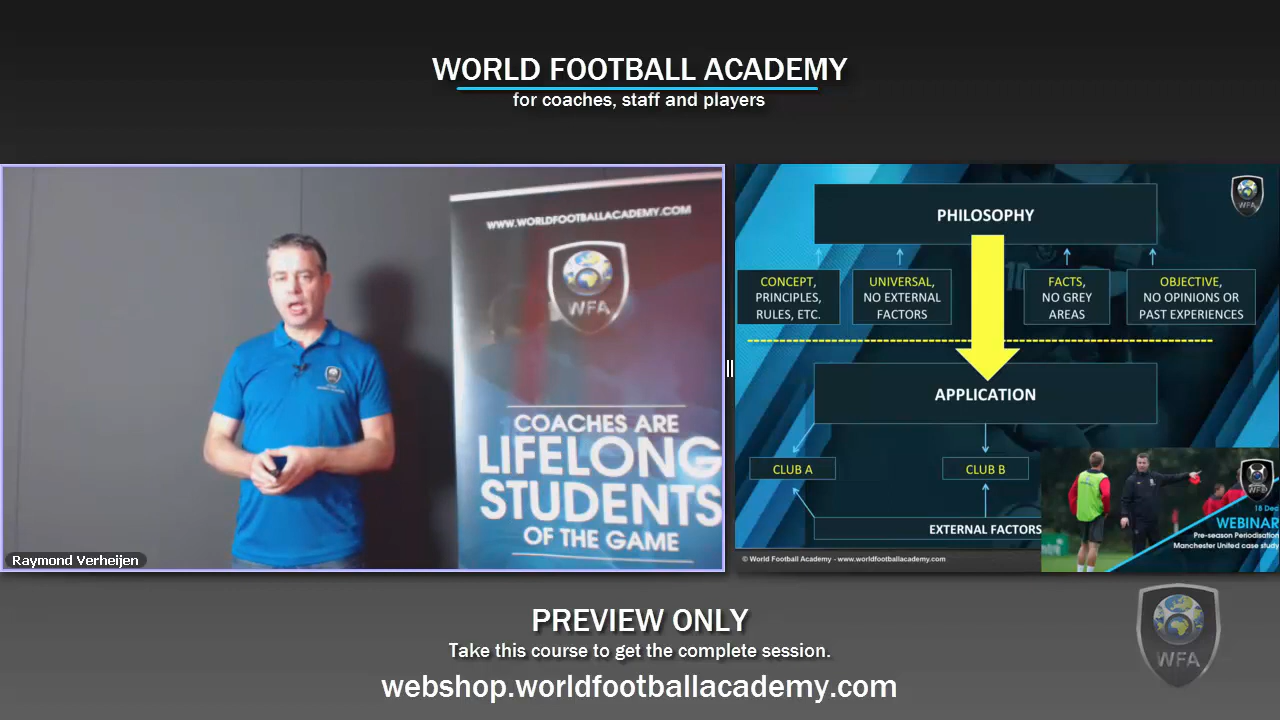 WORLD FOOTBALL ACADEMY
for coaches, staff and players
WWW.WORLDFOOTBALLACADEMY.COM
WFA
COACHES ARE
LIFELONG
STUDENTS
OF THE GAME
Raymond Verheijen
WFA
PHILOSOPHY
CONCEPT,
PRINCIPLES,
RULES, ETC.
UNIVERSAL,
NO EXTERNAL
FACTORS
FACTS,
NO GREY
AREAS
OBJECTIVE,
NO OPINIONS OR
PAST EXPERIENCES
APPLICATION
CLUB A
CLUB B
EXTERNAL FACTORS
WFA
18 Dec
WEBINAR
Pre-season Periodisation
Manchester United case study
© World Football Academy - www.worldfootballacademy.com
PREVIEW ONLY
Take this course to get the complete session.
webshop.worldfootballacademy.com
WFA